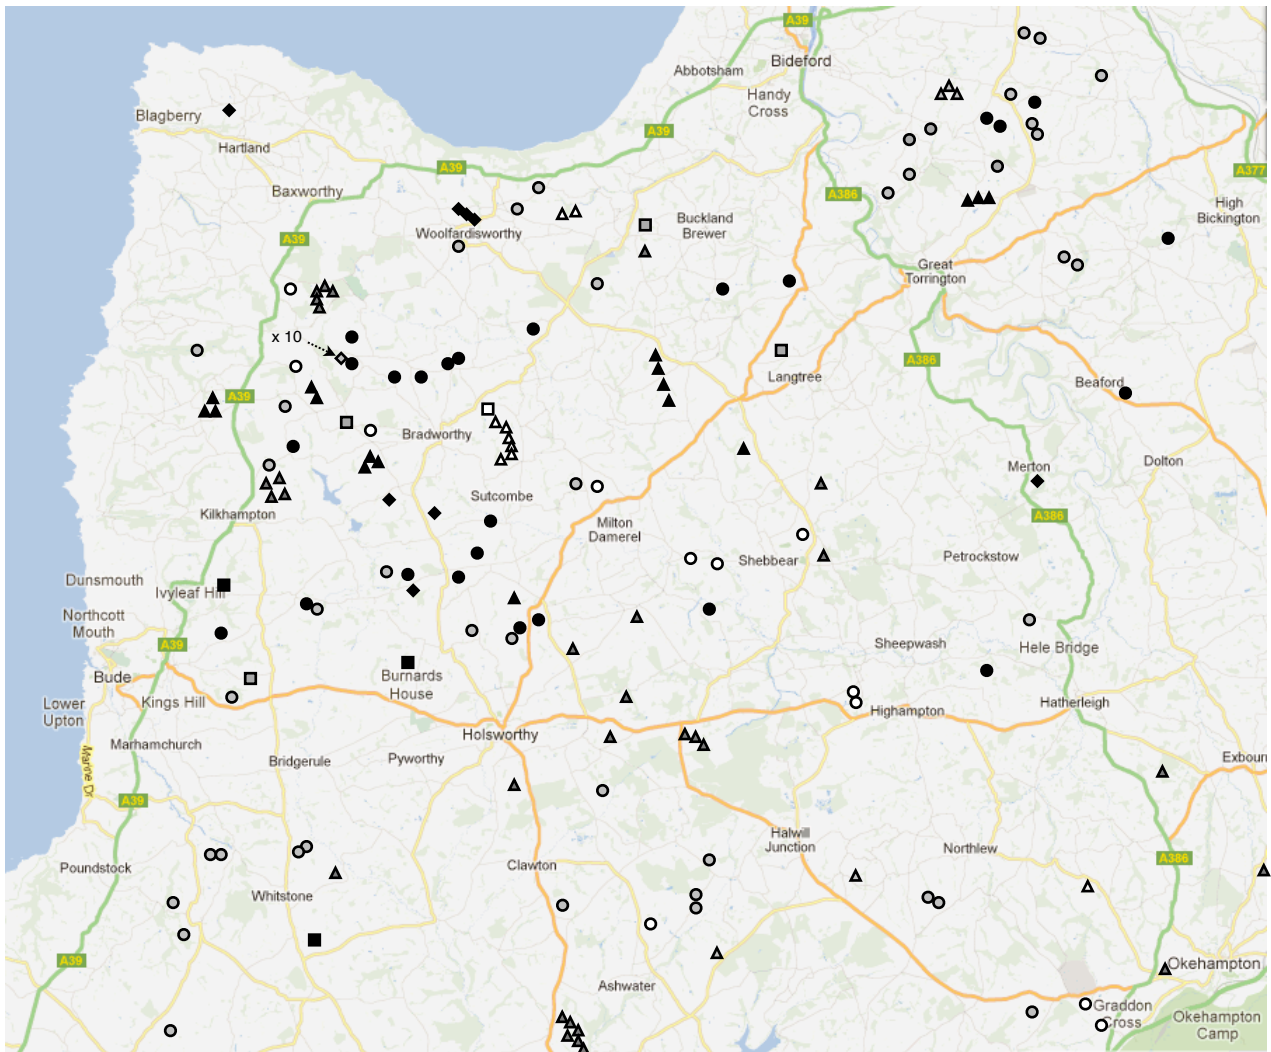 A39
Bideford
Abbotsham
Handy
Cross
Blagberry
Hartland
A39
A39
A377
Baxworthy
A386
High
Bickington
Woolfardisworthy
Buckland
Brewer
A39
Great
Torrington
x 10
A386
Langtree
Beaford
A39
Bradworthy
Dolton
Merton
Sutcombe
Kilkhampton
Milton
Damerel
A386
Shebbear
Petrockstow
Dunsmouth
Ivyleaf Hill
Northcott
Mouth
A39
Sheepwash
Hele Bridge
Bude
Burnards
House
Kings Hill
Lower
Upton
Highampton
Hatherleigh
Holsworthy
Marhamchurch
Marine Dr
Bridgerule
Pyworthy
Exbourn
A39
Halwill
Junction
Northlew
A386
Poundstock
Clawton
Whitstone
A39
Okehampton
Ashwater
Graddon
Cross
Okehampton
Camp